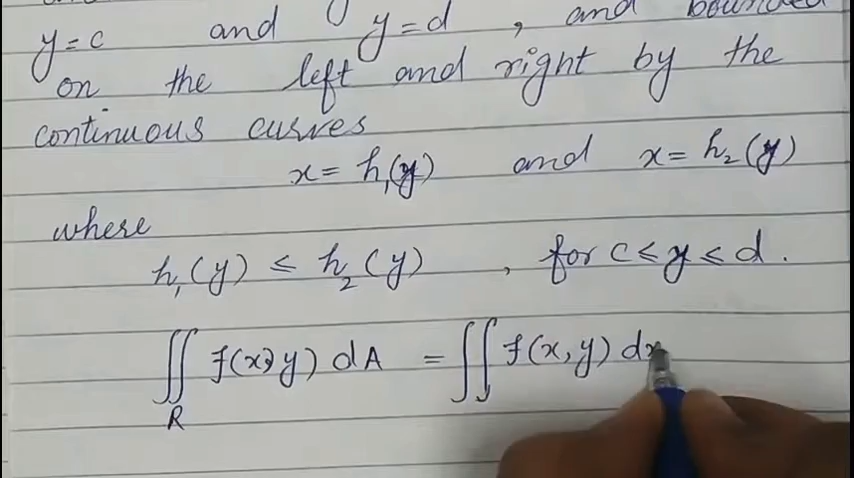 y = c and y = d , and bounded
on the left and right by the
continuous curves
x = h₁(y) and x = h₂(y)
where
h₁(y) ≤ h₂(y) , for c ≤ y ≤ d .
∬_R f(x,y) dA = ∬ f(x,y) dx